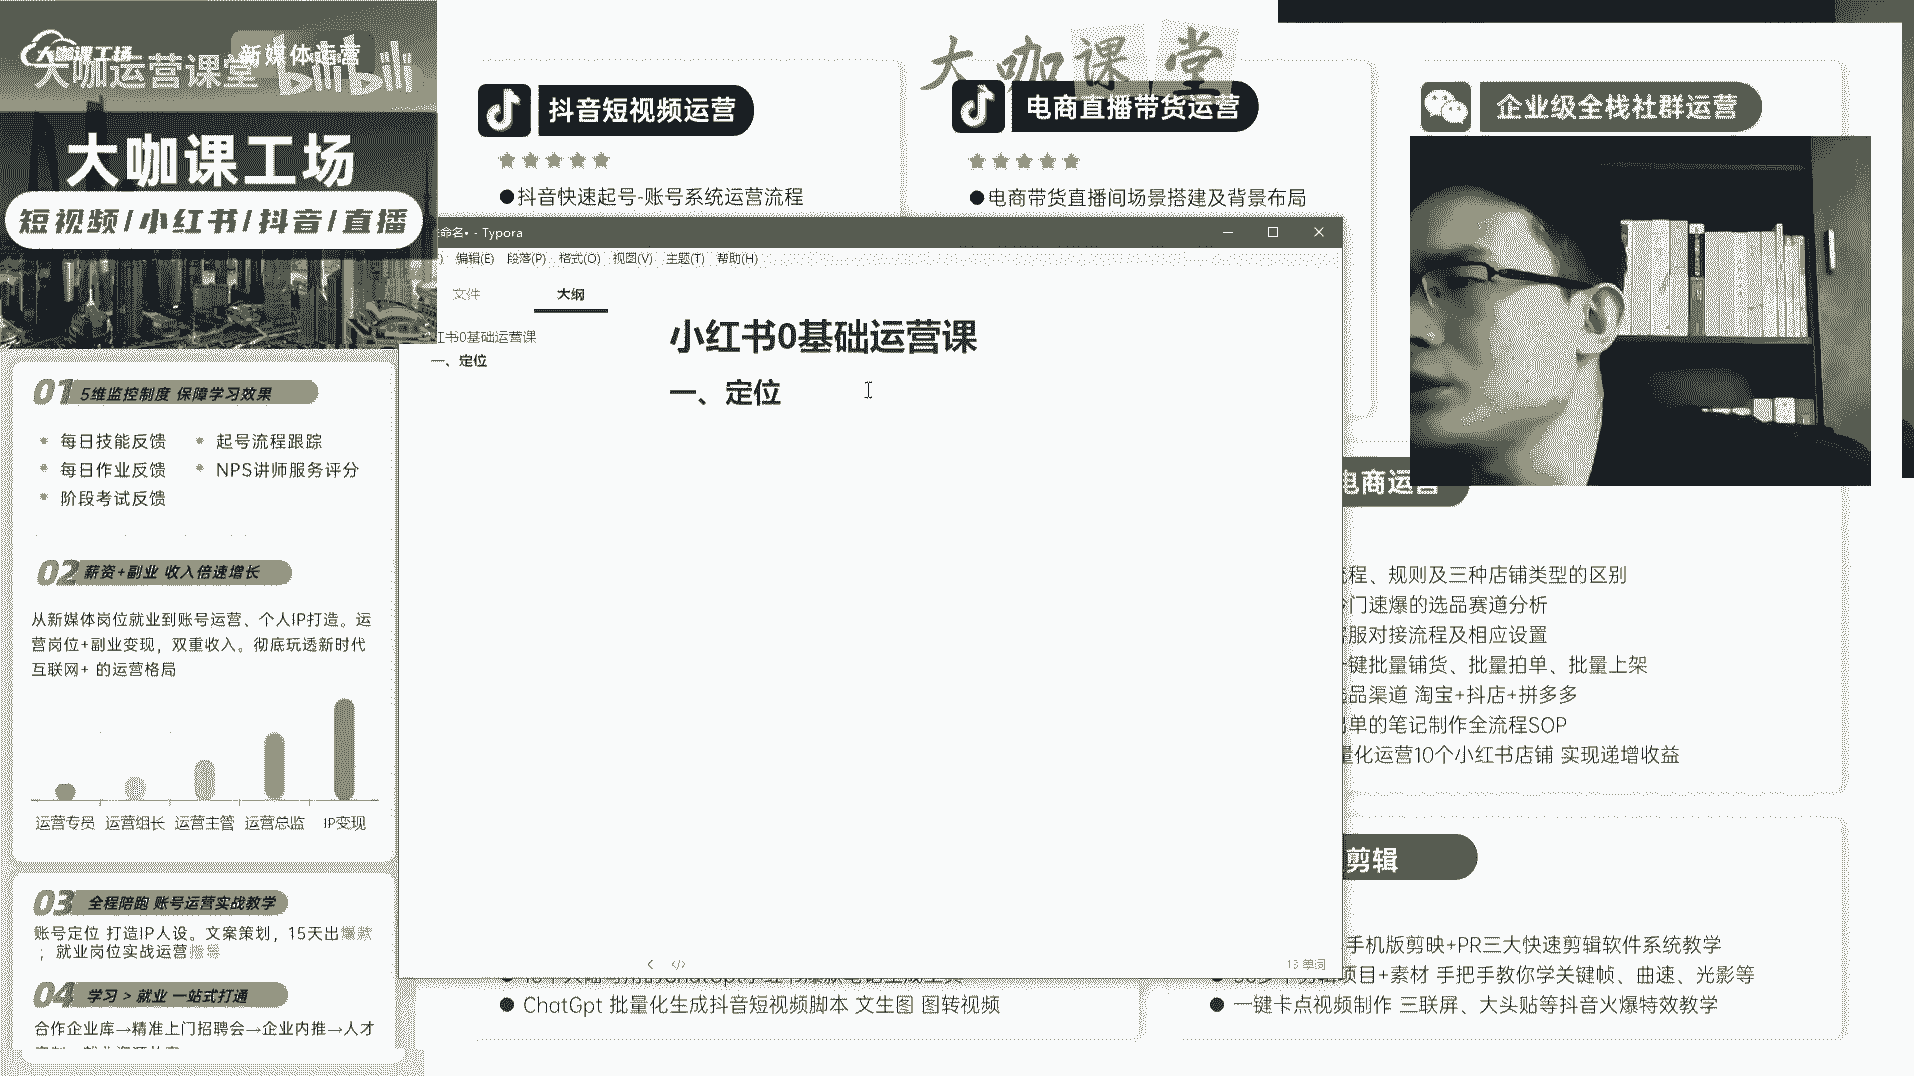 大咖课工场
新媒体运营
大咖运营课堂 bilibili
大咖课工场
短视频/小红书/抖音/直播
01 5维监控制度 保障学习效果
每日技能反馈
起号流程跟踪
每日作业反馈
NPS讲师服务评分
阶段考试反馈
02 薪资+副业 收入倍速增长
从新媒体岗位就业到账号运营、个人IP打造。运
营岗位+副业变现，双重收入。彻底玩透新时代
互联网+ 的运营格局
运营专员 运营组长 运营主管 运营总监 IP变现
03 全程陪跑 账号运营实战教学
账号定位 打造IP人设。文案策划，15天出爆款
；就业岗位实战运营指导
04 学习 > 就业 一站式打通
合作企业库→精准上门招聘会→企业内推→人才
大咖课堂
抖音短视频运营
●抖音快速起号-账号系统运营流程
电商直播带货运营
●电商带货直播间场景搭建及背景布局
企业级全栈社群运营
命名• - Typora
编辑(E) 段落(P) 格式(O) 视图(V) 主题(T) 帮助(H)
文件 大纲
红书0基础运营课
一、定位
小红书0基础运营课
一、定位
13 单词
电商运营
流程、规则及三种店铺类型的区别
冷门速爆的选品赛道分析
客服对接流程及相应设置
一键批量铺货、批量拍单、批量上架
选品渠道 淘宝+抖店+拼多多
出单的笔记制作全流程SOP
量化运营10个小红书店铺 实现递增收益
剪辑
手机版剪映+PR三大快速剪辑软件系统教学
项目+素材 手把手教你学关键帧、曲速、光影等
● 一键卡点视频制作 三联屏、大头贴等抖音火爆特效教学
● ChatGpt 批量化生成抖音短视频脚本 文生图 图转视频